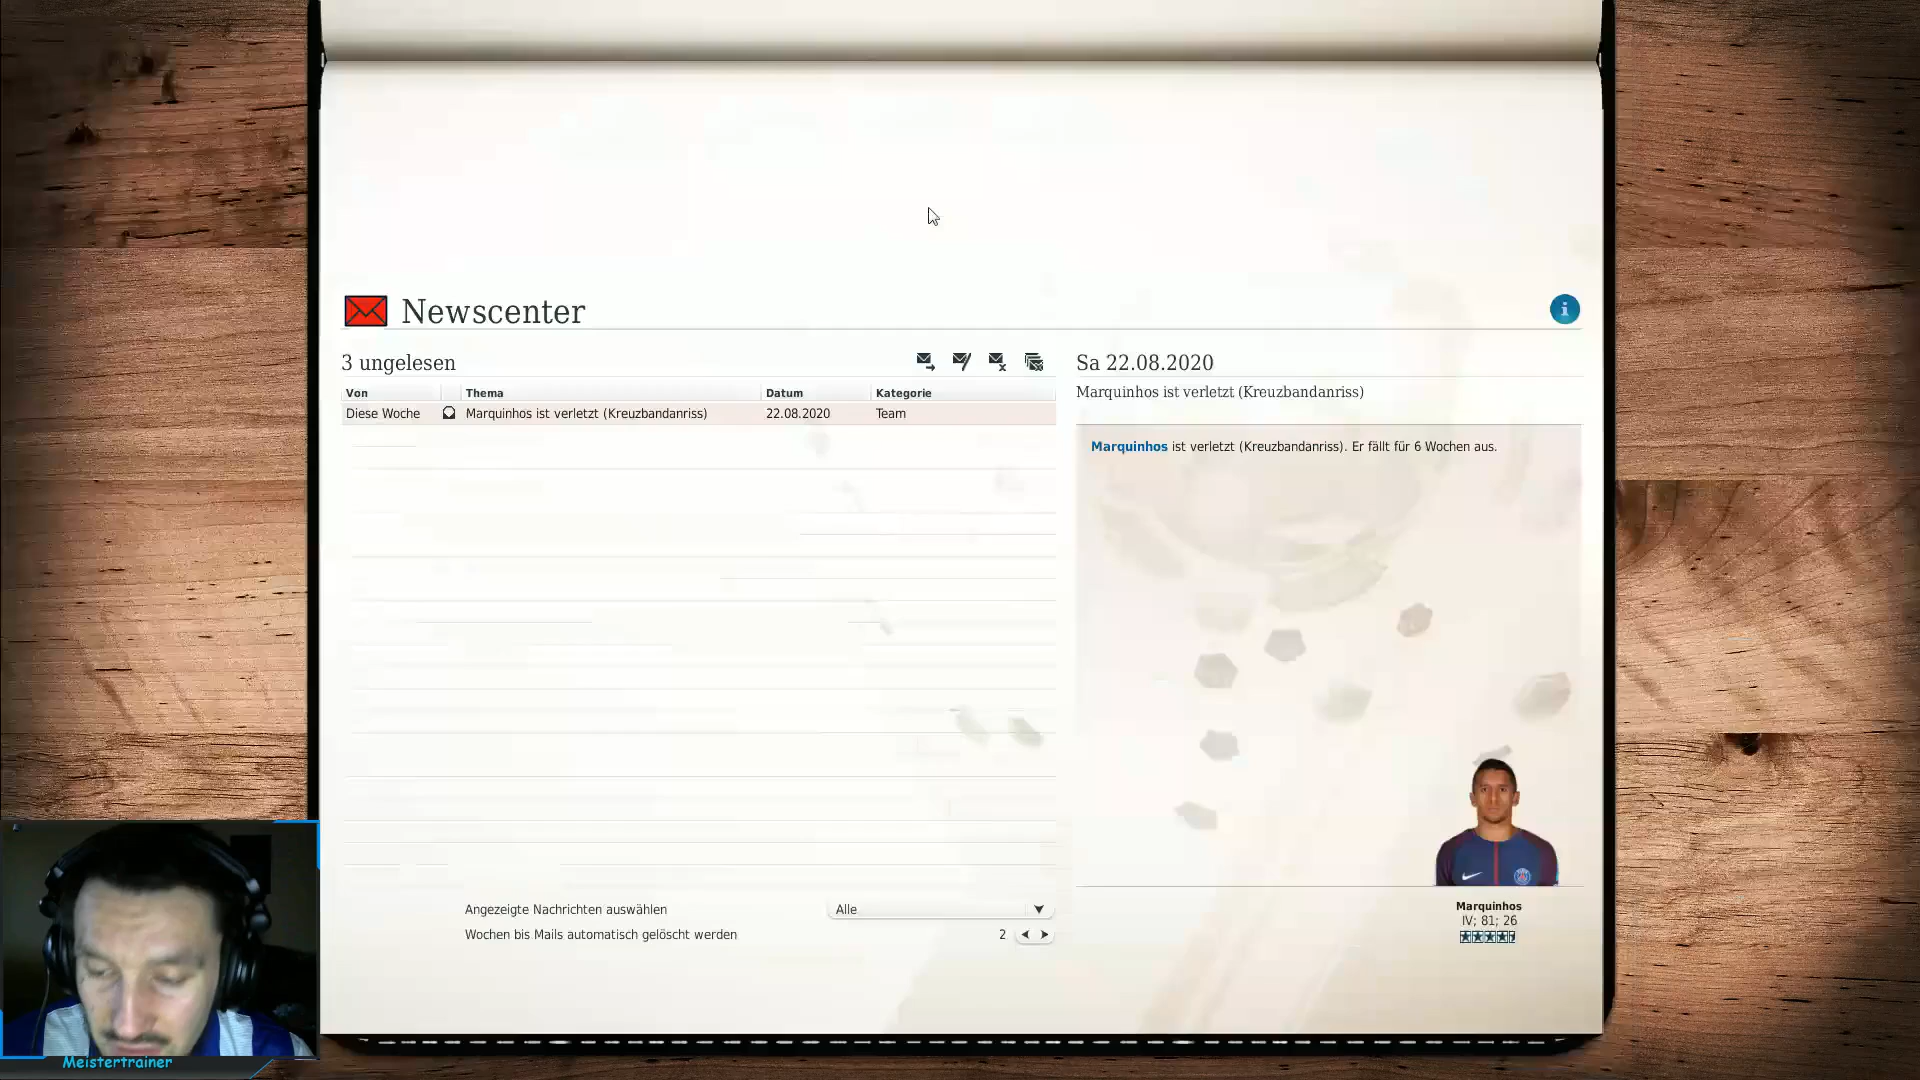 Newscenter
i
3 ungelesen
Von Thema Datum Kategorie
Diese Woche Marquinhos ist verletzt (Kreuzbandanriss) 22.08.2020 Team
Angezeigte Nachrichten auswählen Alle
Wochen bis Mails automatisch gelöscht werden 2
Sa 22.08.2020
Marquinhos ist verletzt (Kreuzbandanriss)
Marquinhos ist verletzt (Kreuzbandanriss). Er fällt für 6 Wochen aus.
Marquinhos
IV; 81; 26
Meistertrainer